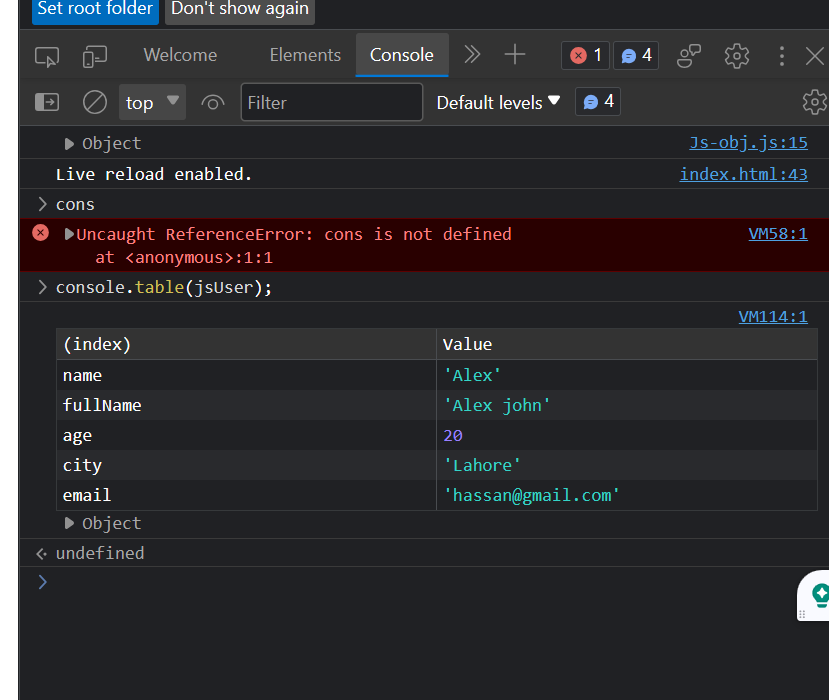 Set root folder Don't show again
Welcome Elements Console 1 4
top Filter Default levels 4
Object Js-obj.js:15
Live reload enabled. index.html:43
cons
Uncaught ReferenceError: cons is not defined VM58:1
at <anonymous>:1:1
console.table(jsUser);
VM114:1
(index) Value
name 'Alex'
fullName 'Alex john'
age 20
city 'Lahore'
email 'hassan@gmail.com'
Object
undefined